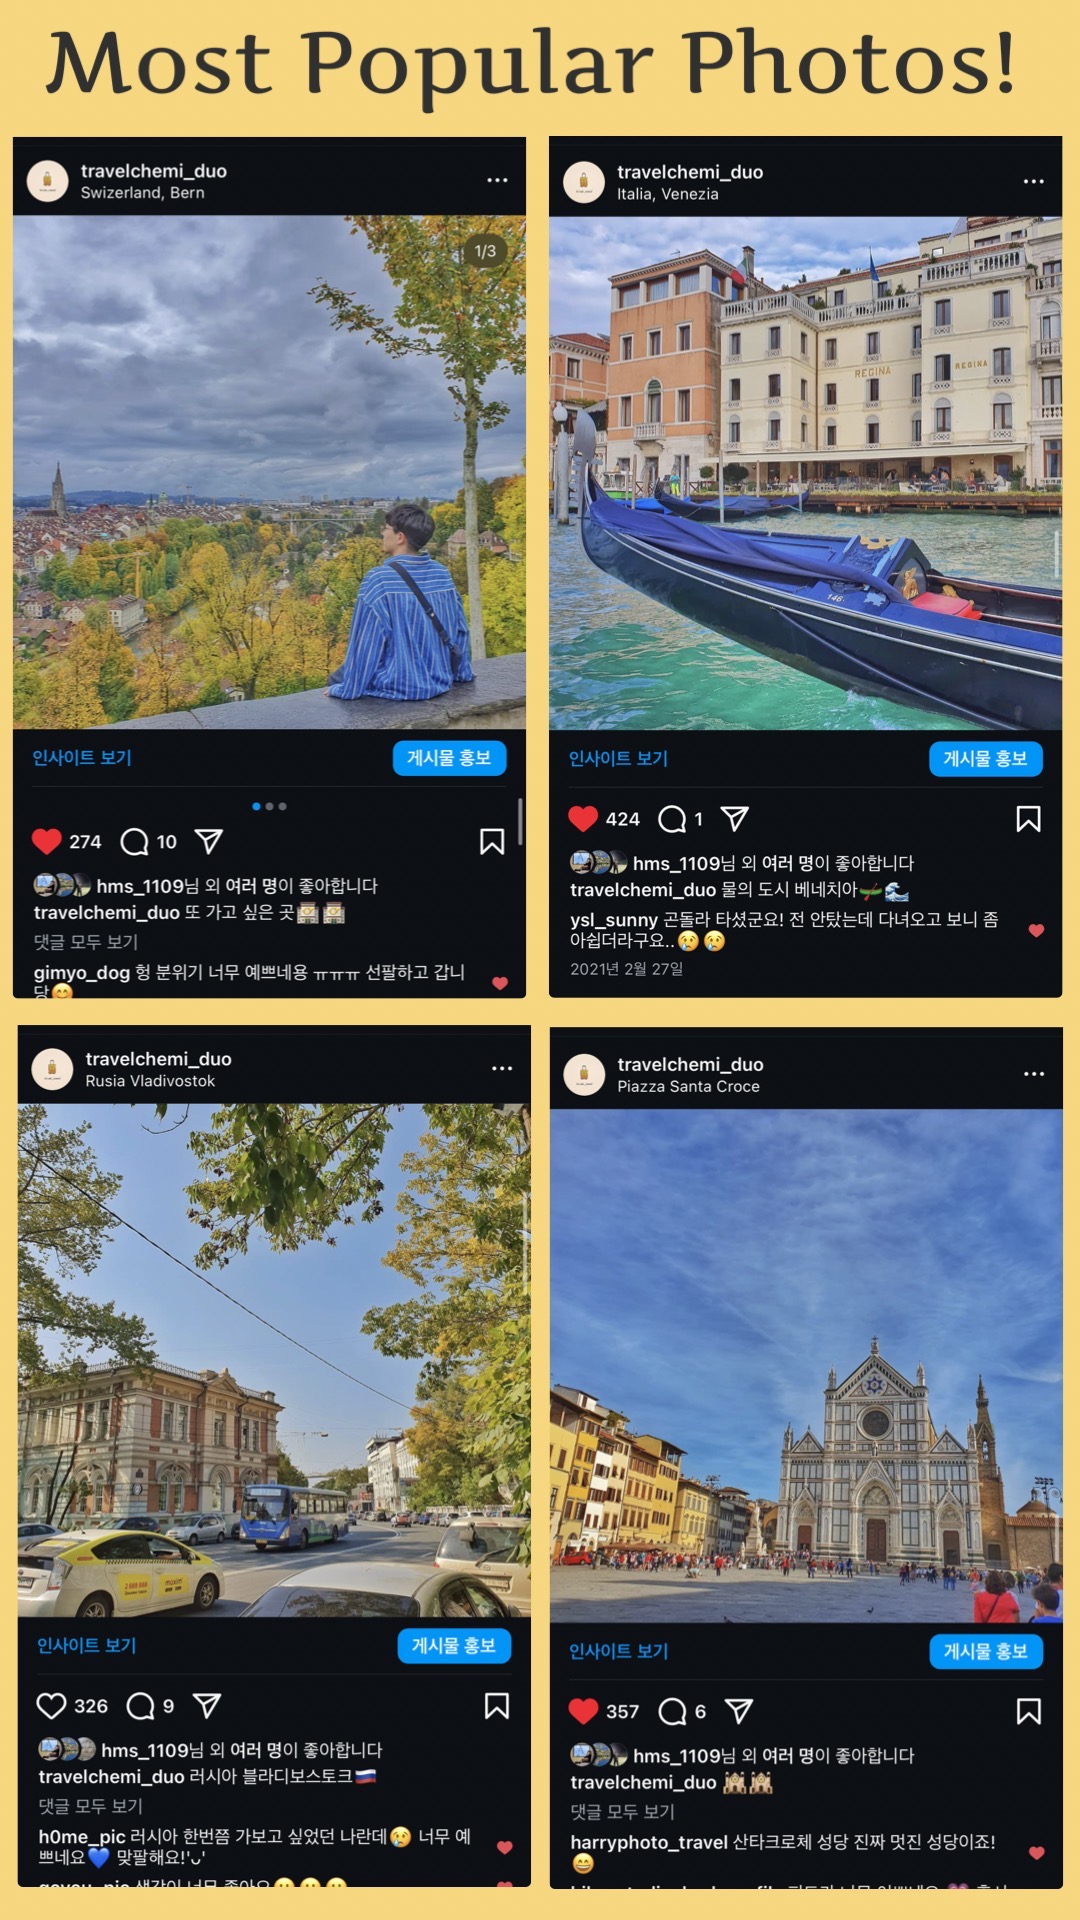 Most Popular Photos!
travelchemi_duo
Swizerland, Bern
1/3
인사이트 보기
게시물 홍보
274
10
hms_1109님 외 여러 명이 좋아합니다
travelchemi_duo 또 가고 싶은 곳
댓글 모두 보기
gimyo_dog 헝 분위기 너무 예쁘네용 ㅠㅠㅠ 선팔하고 갑니
당
travelchemi_duo
Italia, Venezia
REGINA
REGINA
146
인사이트 보기
게시물 홍보
424
1
hms_1109님 외 여러 명이 좋아합니다
travelchemi_duo 물의 도시 베네치아
ysl_sunny 곤돌라 타셨군요! 전 안탔는데 다녀오고 보니 좀
아쉽더라구요..
2021년 2월 27일
travelchemi_duo
Rusia Vladivostok
maxim
인사이트 보기
게시물 홍보
326
9
hms_1109님 외 여러 명이 좋아합니다
travelchemi_duo 러시아 블라디보스토크
댓글 모두 보기
h0me_pic 러시아 한번쯤 가보고 싶었던 나란데 너무 예
쁘네요 맞팔해요!'ᴗ'
travelchemi_duo
Piazza Santa Croce
인사이트 보기
게시물 홍보
357
6
hms_1109님 외 여러 명이 좋아합니다
travelchemi_duo
댓글 모두 보기
harryphoto_travel 산타크로체 성당 진짜 멋진 성당이죠!